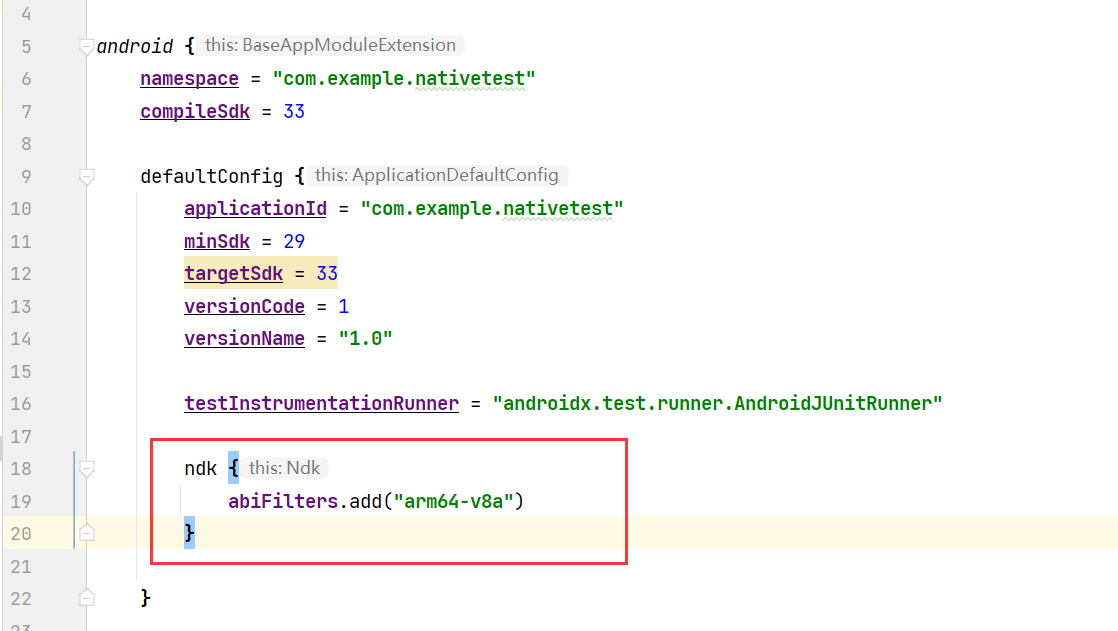 4
5 android { this: BaseAppModuleExtension
6 namespace = "com.example.nativetest"
7 compileSdk = 33
8
9 defaultConfig { this: ApplicationDefaultConfig
10 applicationId = "com.example.nativetest"
11 minSdk = 29
12 targetSdk = 33
13 versionCode = 1
14 versionName = "1.0"
15
16 testInstrumentationRunner = "androidx.test.runner.AndroidJUnitRunner"
17
18 ndk { this: Ndk
19 abiFilters.add("arm64-v8a")
20 }
21
22 }
23